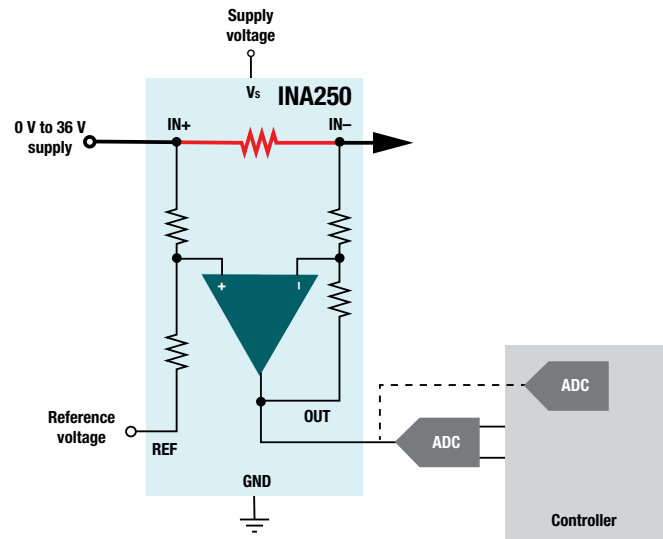 Supply
voltage
Vs
INA250
0 V to 36 V
supply
IN+
IN–
+
–
Reference
voltage
REF
OUT
GND
ADC
ADC
Controller